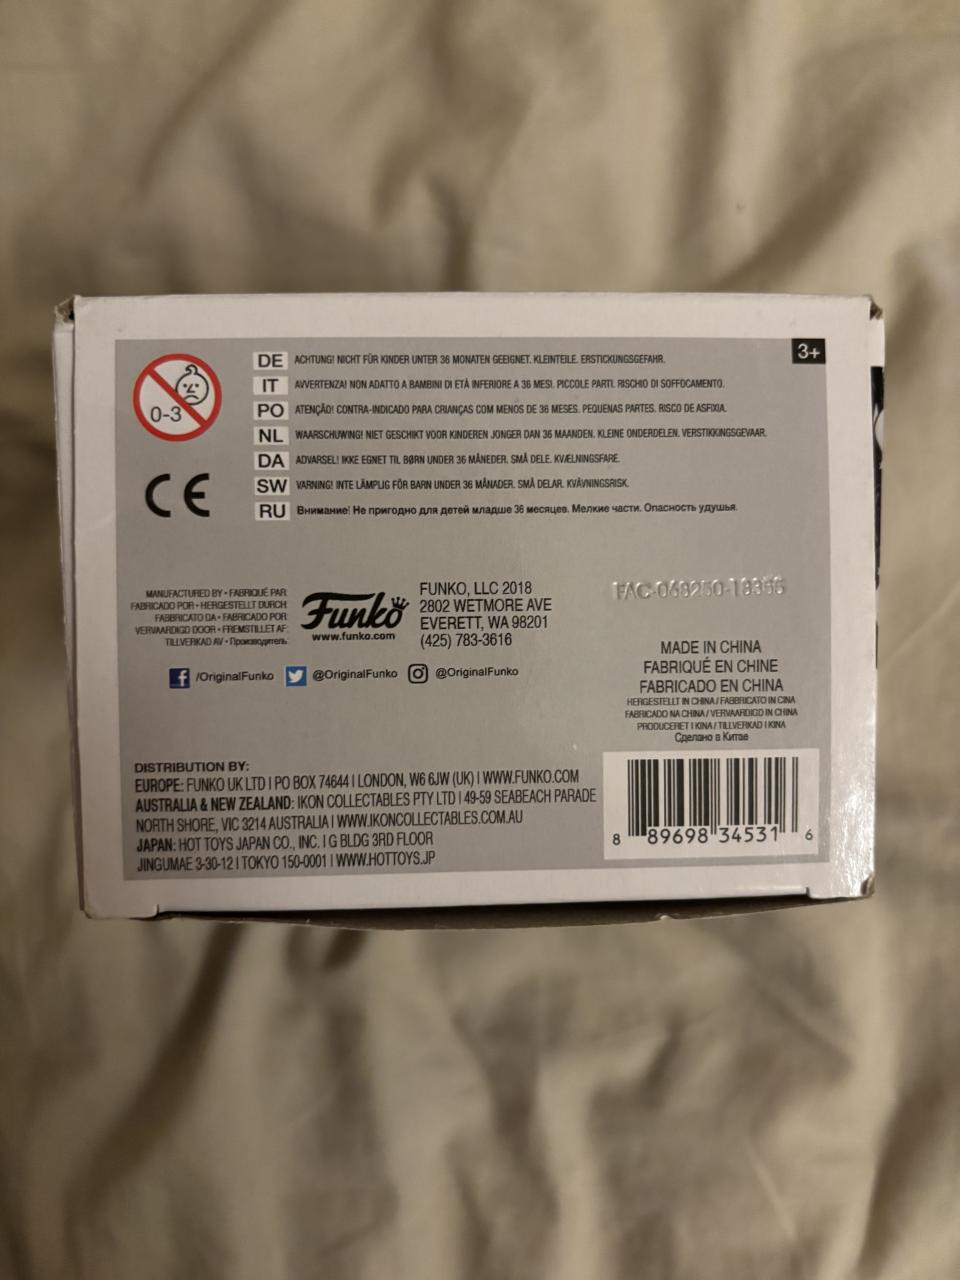 3+
0-3
DE ACHTUNG! NICHT FÜR KINDER UNTER 36 MONATEN GEEIGNET. KLEINTEILE. ERSTICKUNGSGEFAHR.
IT AVVERTENZA! NON ADATTO A BAMBINI DI ETÀ INFERIORE A 36 MESI. PICCOLE PARTI. RISCHIO DI SOFFOCAMENTO.
PO ATENÇÃO! CONTRA-INDICADO PARA CRIANÇAS COM MENOS DE 36 MESES. PEQUENAS PARTES. RISCO DE ASFIXIA.
NL WAARSCHUWING! NIET GESCHIKT VOOR KINDEREN JONGER DAN 36 MAANDEN. KLEINE ONDERDELEN. VERSTIKKINGSGEVAAR.
DA ADVARSEL! IKKE EGNET TIL BØRN UNDER 36 MÅNEDER. SMÅ DELE. KVÆLNINGSFARE.
SW VARNING! INTE LÄMPLIG FÖR BARN UNDER 36 MÅNADER. SMÅ DELAR. KVÄVNINGSRISK.
RU Внимание! Не пригодно для детей младше 36 месяцев. Мелкие части. Опасность удушья.
CE
MANUFACTURED BY • FABRIQUÉ PAR
FABRICADO POR • HERGESTELLT DURCH
FABBRICATO DA • FABRICADO POR
VERVAARDIGD DOOR • FREMSTILLET AF
TILLVERKAD AV • Производитель
Funko
www.funko.com
FUNKO, LLC 2018
2802 WETMORE AVE
EVERETT, WA 98201
(425) 783-3616
/OriginalFunko @OriginalFunko @OriginalFunko
MADE IN CHINA
FABRIQUÉ EN CHINE
FABRICADO EN CHINA
HERGESTELLT IN CHINA / FABBRICATO IN CINA
FABRICADO NA CHINA / VERVAARDIGD IN CHINA
PRODUCERET I KINA / TILLVERKAD I KINA
Сделано в Китае
DISTRIBUTION BY:
EUROPE: FUNKO UK LTD I PO BOX 74644 I LONDON, W6 6JW (UK) I WWW.FUNKO.COM
AUSTRALIA & NEW ZEALAND: IKON COLLECTABLES PTY LTD I 49-59 SEABEACH PARADE
NORTH SHORE, VIC 3214 AUSTRALIA I WWW.IKONCOLLECTABLES.COM.AU
JAPAN: HOT TOYS JAPAN CO., INC. I G BLDG 3RD FLOOR
JINGUMAE 3-30-12 I TOKYO 150-0001 I WWW.HOTTOYS.JP
8 89698 34531 6